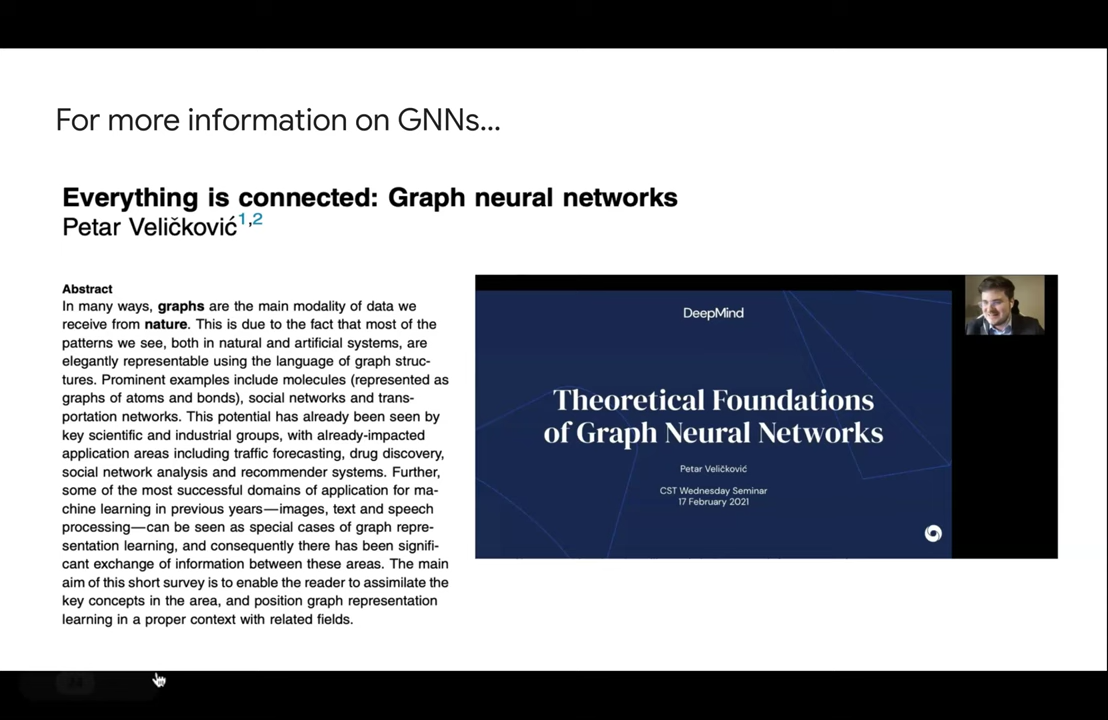 For more information on GNNs...
Everything is connected: Graph neural networks
Petar Veličković1,2
Abstract
In many ways, graphs are the main modality of data we
receive from nature. This is due to the fact that most of the
patterns we see, both in natural and artificial systems, are
elegantly representable using the language of graph struc-
tures. Prominent examples include molecules (represented as
graphs of atoms and bonds), social networks and trans-
portation networks. This potential has already been seen by
key scientific and industrial groups, with already-impacted
application areas including traffic forecasting, drug discovery,
social network analysis and recommender systems. Further,
some of the most successful domains of application for ma-
chine learning in previous years—images, text and speech
processing—can be seen as special cases of graph repre-
sentation learning, and consequently there has been signifi-
cant exchange of information between these areas. The main
aim of this short survey is to enable the reader to assimilate the
key concepts in the area, and position graph representation
learning in a proper context with related fields.
DeepMind
Theoretical Foundations
of Graph Neural Networks
Petar Veličković
CST Wednesday Seminar
17 February 2021